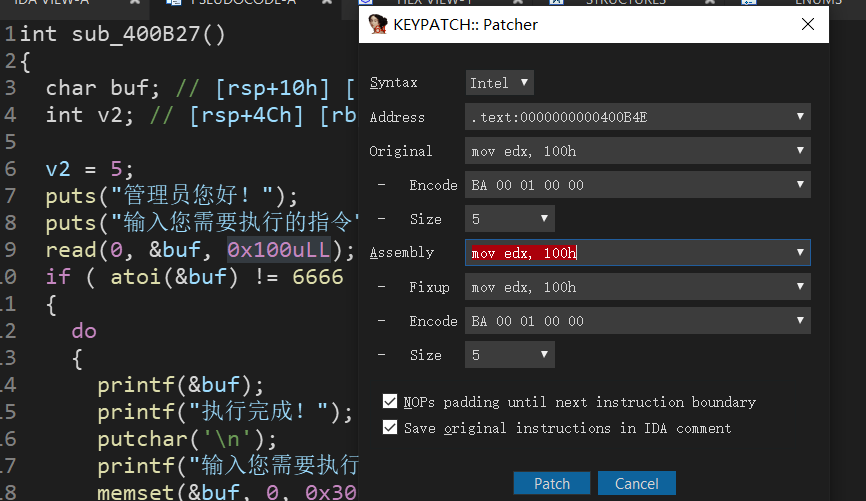 IDA VIEW-A
PSEUDOCODE-A
HEX VIEW-1
STRUCTURES
ENUMS
KEYPATCH:: Patcher
1 int sub_400B27()
2 {
3 char buf; // [rsp+10h] [
4 int v2; // [rsp+4Ch] [rb
5
6 v2 = 5;
7 puts("管理员您好！");
8 puts("输入您需要执行的指令"
9 read(0, &buf, 0x100uLL);
10 if ( atoi(&buf) != 6666
11 {
12 do
13 {
14 printf(&buf);
15 printf("执行完成！");
16 putchar('\n');
17 printf("输入您需要执行
18 memset(&buf, 0, 0x30
Syntax Intel
Address .text:0000000000400B4E
Original mov edx, 100h
- Encode BA 00 01 00 00
- Size 5
Assembly mov edx, 100h
- Fixup mov edx, 100h
- Encode BA 00 01 00 00
- Size 5
NOPs padding until next instruction boundary
Save original instructions in IDA comment
Patch Cancel